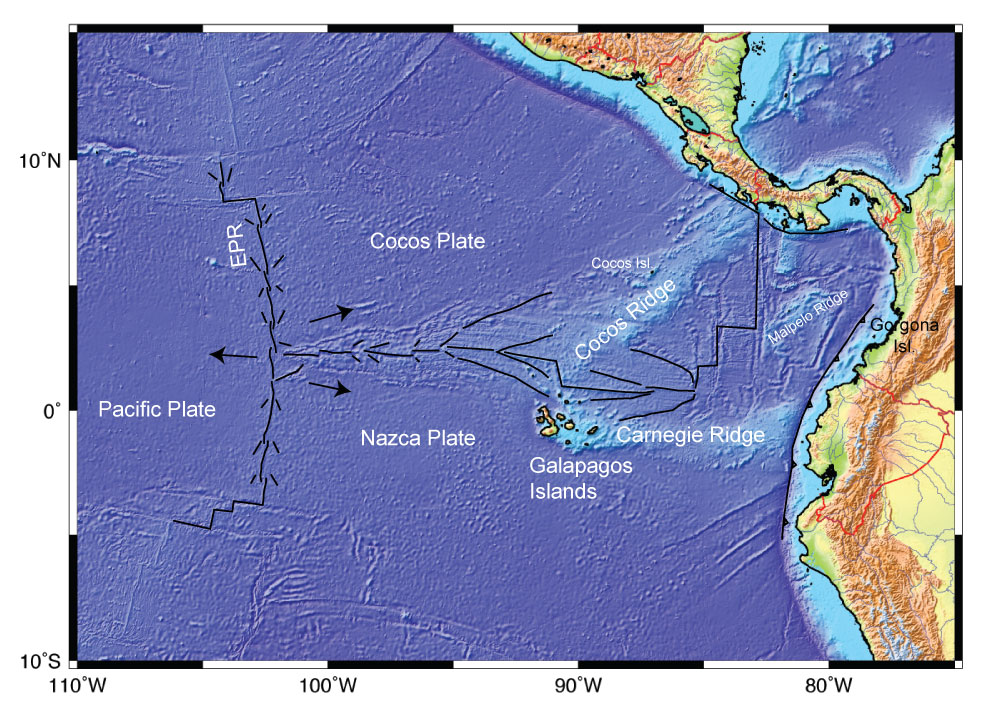 10°N
0°
10°S
110°W
100°W
90°W
80°W
EPR
Cocos Plate
Cocos Isl.
Cocos Ridge
Malpelo Ridge
Gorgona
Isl.
Pacific Plate
Nazca Plate
Carnegie Ridge
Galapagos
Islands